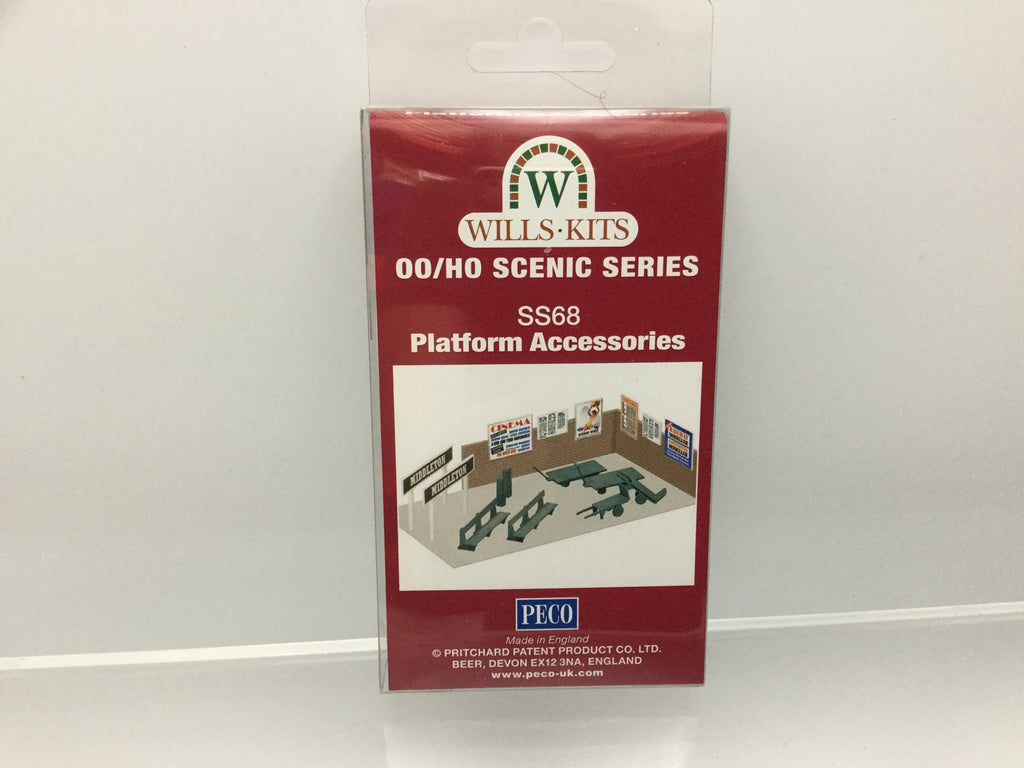 W
WILLS·KITS
OO/HO SCENIC SERIES
SS68
Platform Accessories
CINEMA
MIDDLETON
MIDDLETON
PECO
Made in England
© PRITCHARD PATENT PRODUCT CO. LTD.
BEER, DEVON EX12 3NA, ENGLAND
www.peco-uk.com